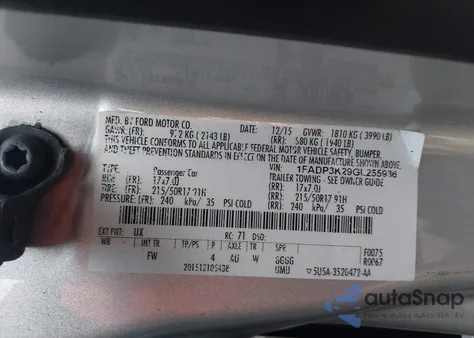 MFD. BY FORD MOTOR CO. DATE: 12/15 GVWR: 1810 KG ( 3990 LB)
GAWR: (FR): 972 KG ( 2143 LB) (RR): 880 KG ( 1940 LB)
THIS VEHICLE CONFORMS TO ALL APPLICABLE FEDERAL MOTOR VEHICLE SAFETY, BUMPER,
AND THEFT PREVENTION STANDARDS IN EFFECT ON THE DATE OF MANUFACTURE SHOWN ABOVE.
VIN: 1FADP3K29GL255936
TYPE: Passenger Car TRAILER TOWING - SEE OWNER GUIDE
RIM: (FR): 17x7.0J (RR): 17x7.0J
TIRE: (FR): 215/50R17 91H (RR): 215/50R17 91H
PRESSURE: (FR): 240 kPa/ 35 PSI COLD (RR): 240 kPa/ 35 PSI COLD
EXT PNT: UX RC: 71 DSO: F0075
WB INT TR TP/PS R AXLE TR SPR R0067
FW 4 AG W GGGG
UMU 5U5A-3520472-AA
autoSnap